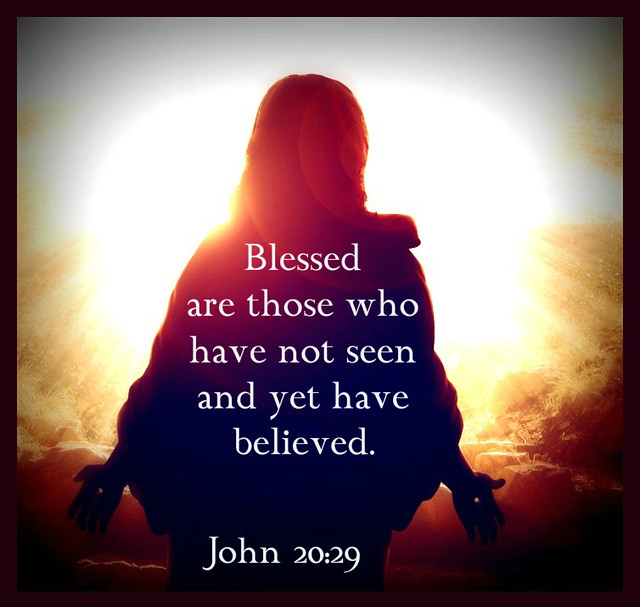 Blessed
are those who
have not seen
and yet have
believed.
John 20:29